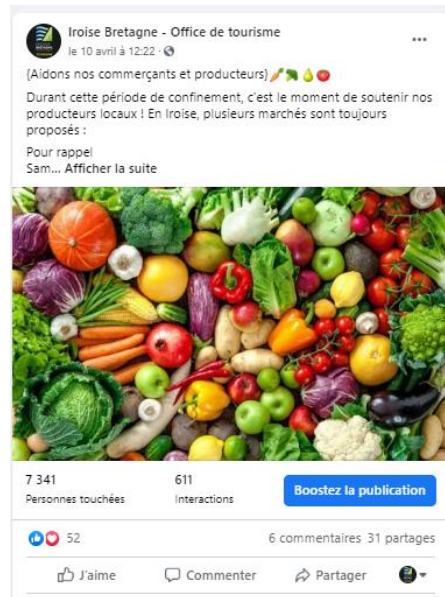 Iroise Bretagne - Office de tourisme
le 10 avril à 12:22 ·
{Aidons nos commerçants et producteurs}
Durant cette période de confinement, c'est le moment de soutenir nos
producteurs locaux ! En Iroise, plusieurs marchés sont toujours
proposés :
Pour rappel
Sam... Afficher la suite
7 341
Personnes touchées
611
Interactions
Boostez la publication
52
6 commentaires 31 partages
J'aime
Commenter
Partager